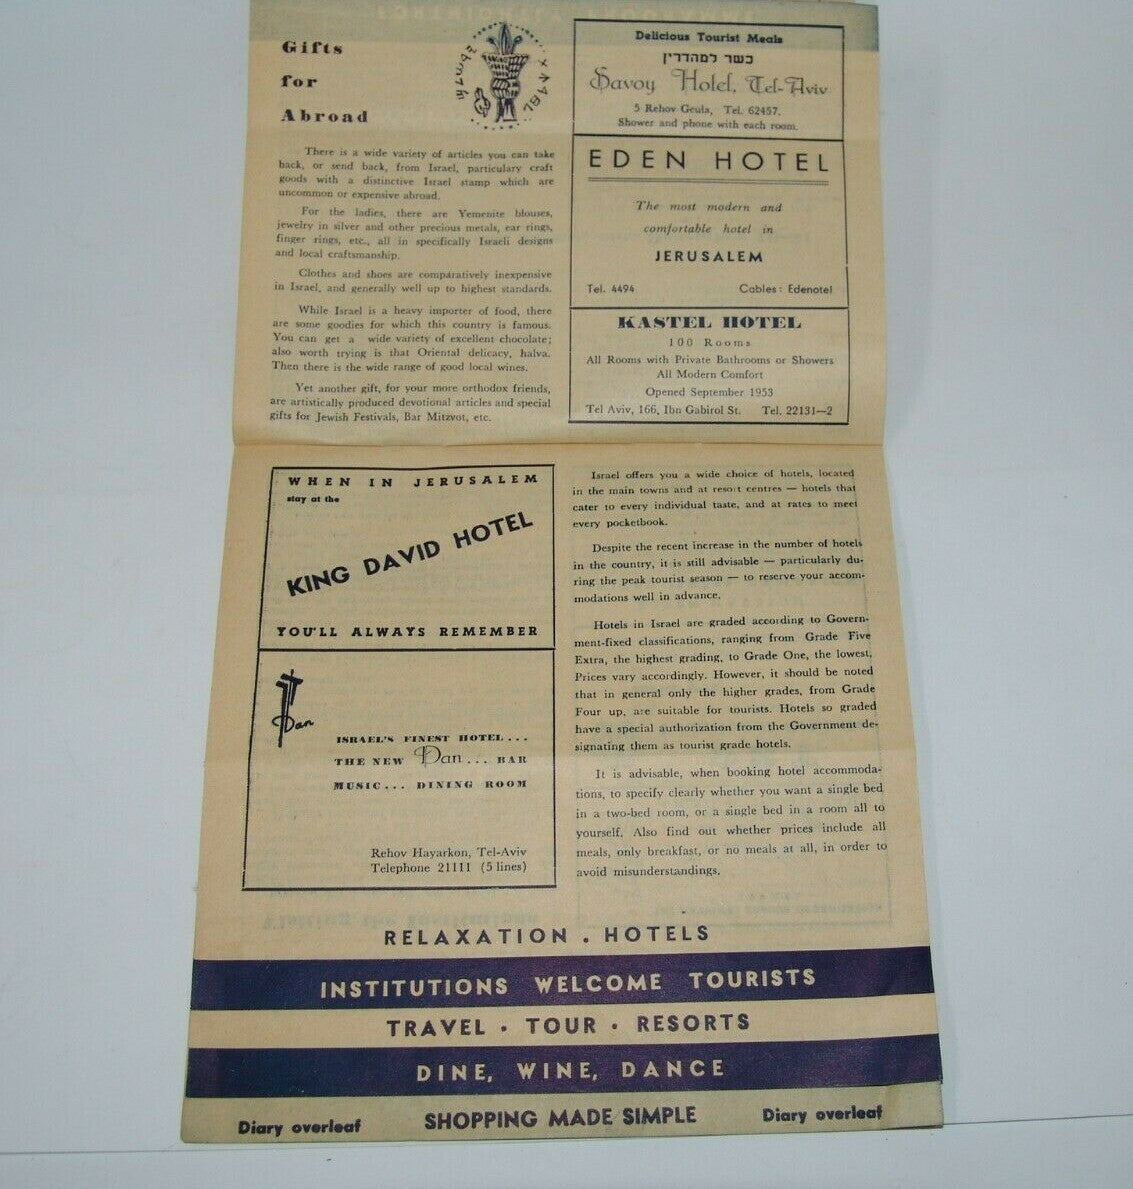 Gifts
for
Abroad
There is a wide variety of articles you can take
back, or send back, from Israel, particulary craft
goods with a distinctive Israel stamp which are
uncommon or expensive abroad.
For the ladies, there are Yemenite blouses,
jewelry in silver and other precious metals, ear rings,
finger rings, etc., all in specifically Israeli designs
and local craftsmanship.
Clothes and shoes are comparatively inexpensive
in Israel, and generally well up to highest standards.
While Israel is a heavy importer of food, there
are some goodies for which this country is famous.
You can get a wide variety of excellent chocolate;
also worth trying is that Oriental delicacy, halva.
Then there is the wide range of good local wines.
Yet another gift, for your more orthodox friends,
are artistically produced devotional articles and special
gifts for Jewish Festivals, Bar Mitzvot, etc.
Delicious Tourist Meals
כשר למהדרין
Savoy Hotel, Tel-Aviv
5 Rehov Geula, Tel. 62457.
Shower and phone with each room.
EDEN HOTEL
The most modern and
comfortable hotel in
JERUSALEM
Tel. 4494 Cables: Edenotel
KASTEL HOTEL
100 Rooms
All Rooms with Private Bathrooms or Showers
All Modern Comfort
Opened September 1953
Tel Aviv, 166, Ibn Gabirol St. Tel. 22131—2
WHEN IN JERUSALEM
stay at the
KING DAVID HOTEL
YOU'LL ALWAYS REMEMBER
Dan
ISRAEL'S FINEST HOTEL...
THE NEW Dan... BAR
MUSIC... DINING ROOM
Rehov Hayarkon, Tel-Aviv
Telephone 21111 (5 lines)
Israel offers you a wide choice of hotels, located
in the main towns and at resort centres — hotels that
cater to every individual taste, and at rates to meet
every pocketbook.
Despite the recent increase in the number of hotels
in the country, it is still advisable — particularly du-
ring the peak tourist season — to reserve your accom-
modations well in advance.
Hotels in Israel are graded according to Govern-
ment-fixed classifications, ranging from Grade Five
Extra, the highest grading, to Grade One, the lowest.
Prices vary accordingly. However, it should be noted
that in general only the higher grades, from Grade
Four up, are suitable for tourists. Hotels so graded
have a special authorization from the Government de-
signating them as tourist grade hotels.
It is advisable, when booking hotel accommoda-
tions, to specify clearly whether you want a single bed
in a two-bed room, or a single bed in a room all to
yourself. Also find out whether prices include all
meals, only breakfast, or no meals at all, in order to
avoid misunderstandings.
RELAXATION . HOTELS
INSTITUTIONS WELCOME TOURISTS
TRAVEL · TOUR · RESORTS
DINE, WINE, DANCE
Diary overleaf SHOPPING MADE SIMPLE Diary overleaf